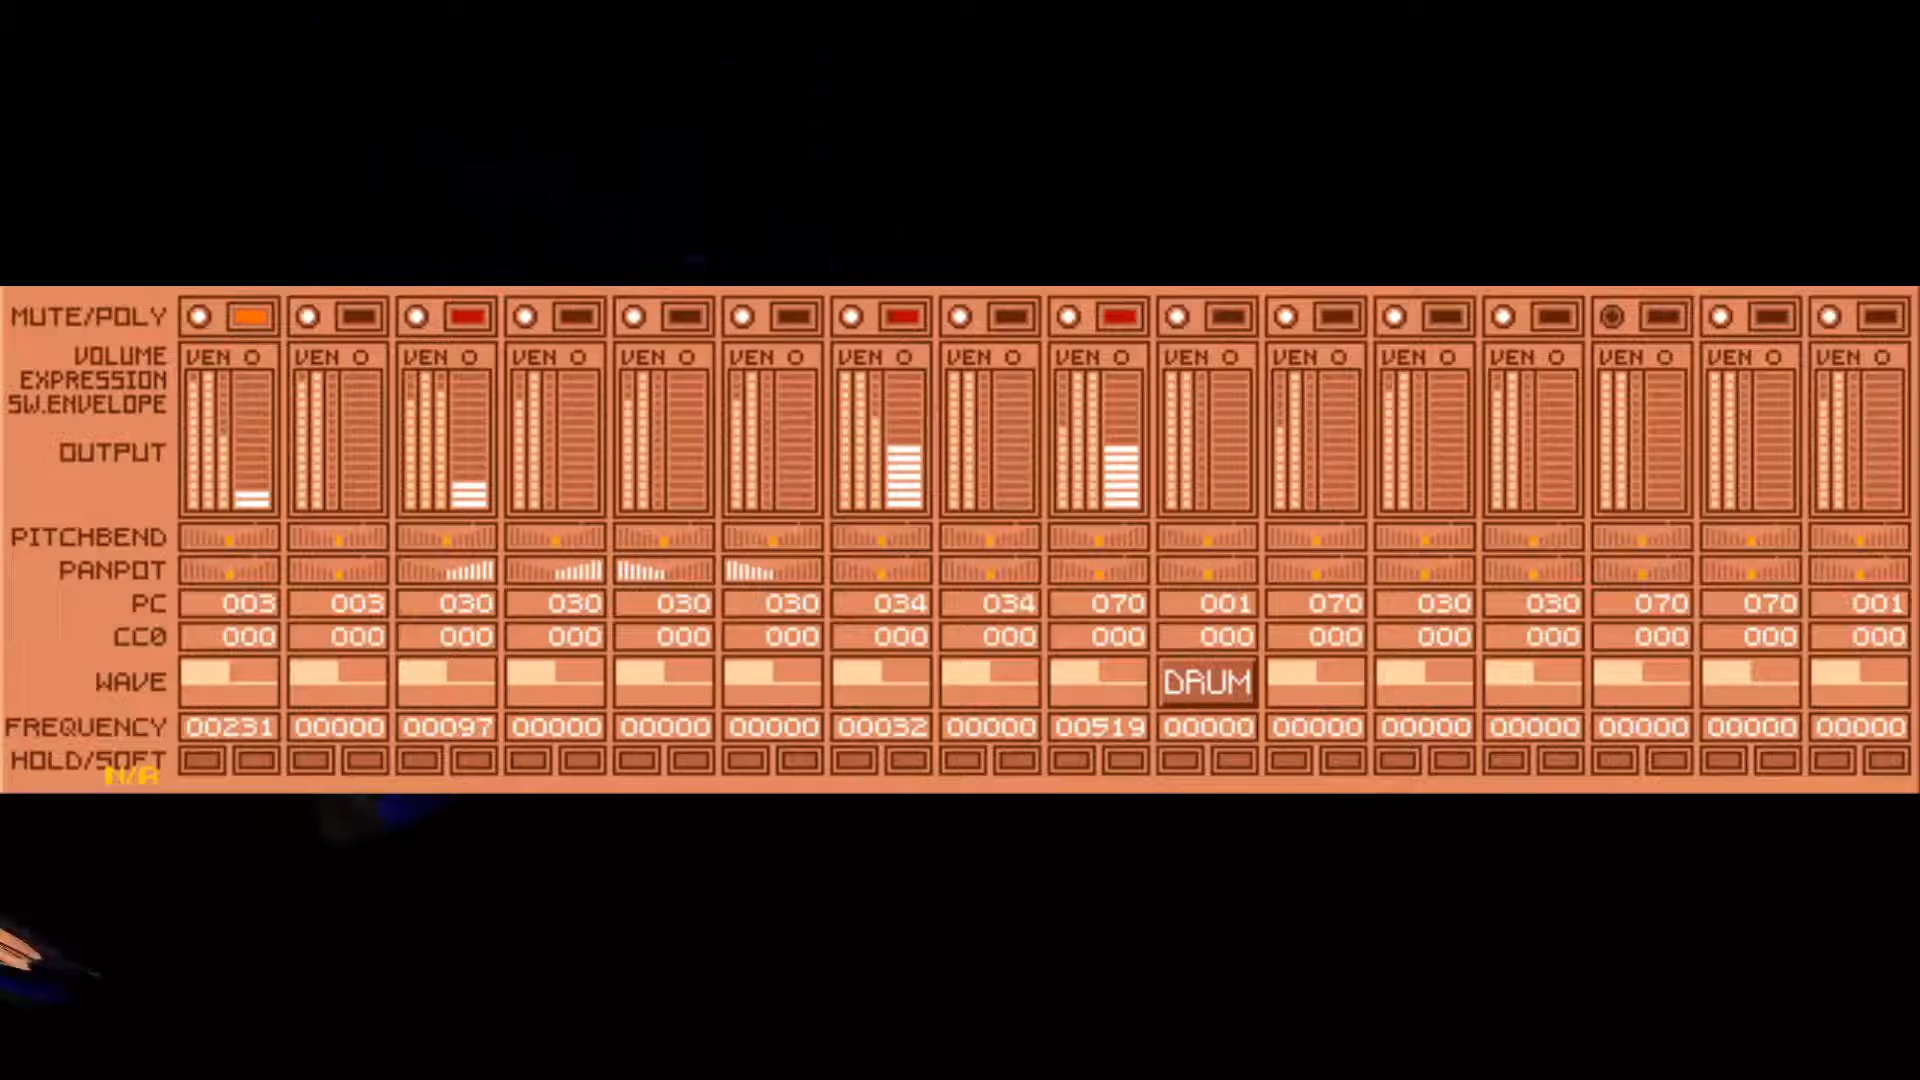 MUTE/POLY
VOLUME VEN VEN VEN VEN VEN VEN VEN VEN VEN VEN VEN VEN VEN VEN VEN VEN
EXPRESSION
SW.ENVELOPE
OUTPUT
PITCHBEND
PANPOT
PC 003 003 030 030 030 030 034 034 070 001 070 030 030 070 070 001
CC0 000 000 000 000 000 000 000 000 000 000 000 000 000 000 000 000
WAVE DRUM
FREQUENCY 00231 00000 00097 00000 00000 00000 00032 00000 00519 00000 00000 00000 00000 00000 00000 00000
HOLD/SOFT
N/A